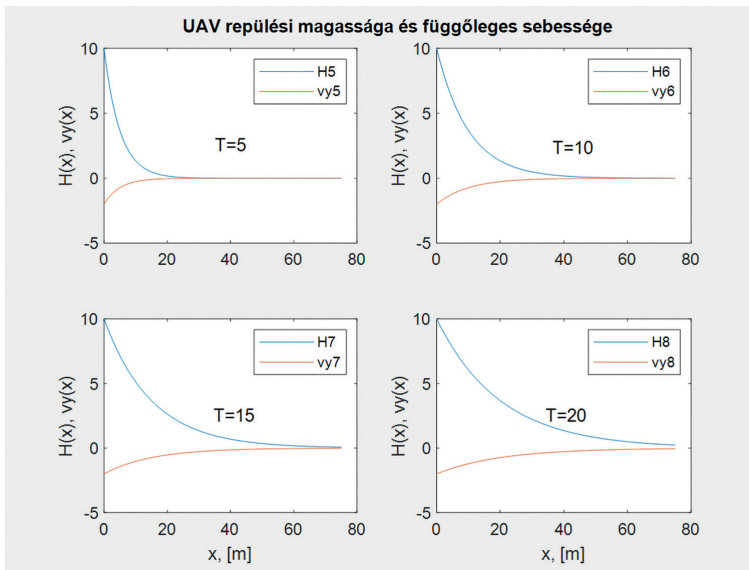 UAV repülési magassága és függőleges sebessége
10
5
0
-5
0 20 40 60 80
H(x), vy(x)
H5
vy5
T=5
10
5
0
-5
0 20 40 60 80
H(x), vy(x)
H6
vy6
T=10
10
5
0
-5
0 20 40 60 80
H(x), vy(x)
x, [m]
H7
vy7
T=15
10
5
0
-5
0 20 40 60 80
H(x), vy(x)
x, [m]
H8
vy8
T=20